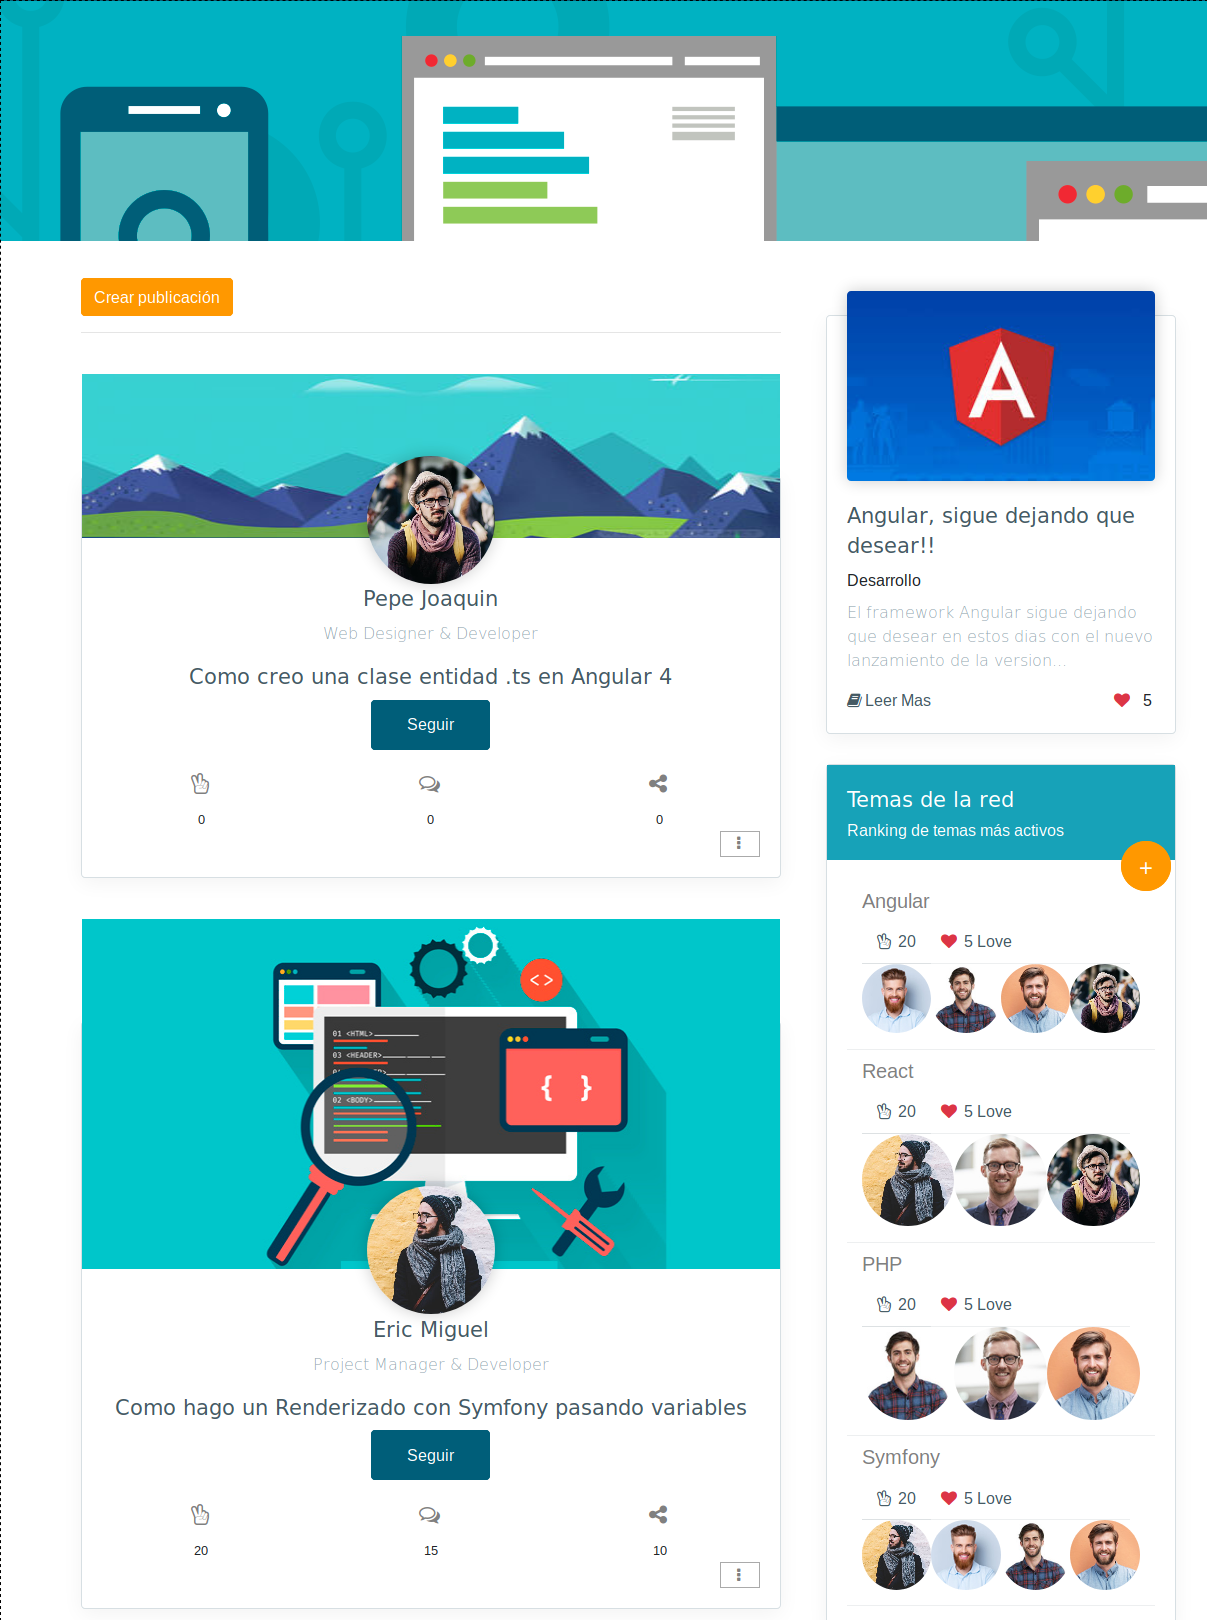 Crear publicación
Pepe Joaquin
Web Designer & Developer
Como creo una clase entidad .ts en Angular 4
Seguir
0
0
0
<>
01 <HTML>
03 <HEADER>
02 <BODY>
{ }
Eric Miguel
Project Manager & Developer
Como hago un Renderizado con Symfony pasando variables
Seguir
20
15
10
A
Angular, sigue dejando que
desear!!
Desarrollo
El framework Angular sigue dejando
que desear en estos dias con el nuevo
lanzamiento de la version...
Leer Mas
5
Temas de la red
Ranking de temas más activos
+
Angular
20
5 Love
React
20
5 Love
PHP
20
5 Love
Symfony
20
5 Love